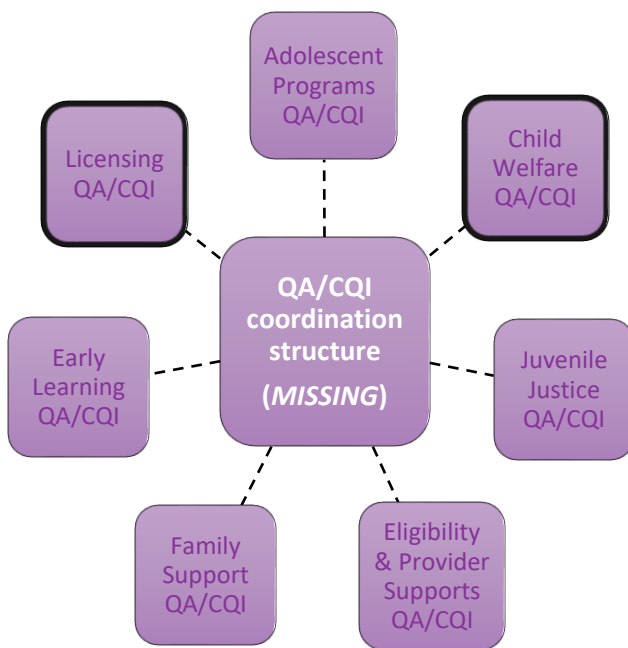 Adolescent
Programs
QA/CQI
Licensing
QA/CQI
Child
Welfare
QA/CQI
QA/CQI
coordination
structure
(MISSING)
Early
Learning
QA/CQI
Juvenile
Justice
QA/CQI
Family
Support
QA/CQI
Eligibility
& Provider
Supports
QA/CQI